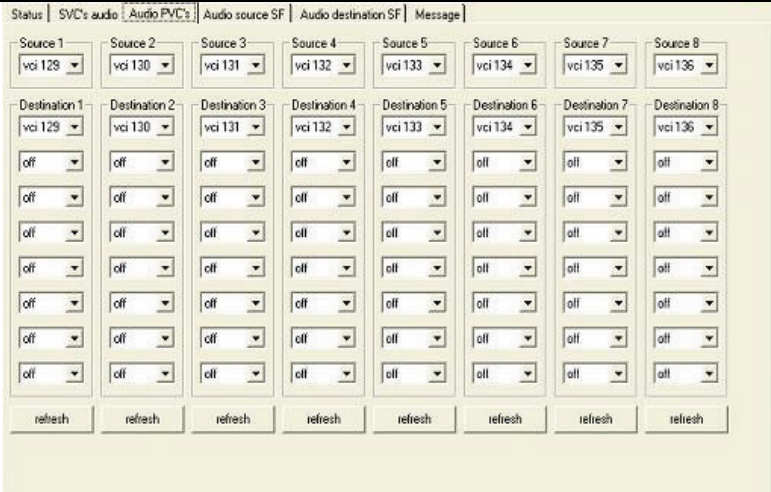 Status SVC's audio Audio PVC's Audio source SF Audio destination SF Message
Source 1 Source 2 Source 3 Source 4 Source 5 Source 6 Source 7 Source 8
vci 129 vci 130 vci 131 vci 132 vci 133 vci 134 vci 135 vci 136
Destination 1 Destination 2 Destination 3 Destination 4 Destination 5 Destination 6 Destination 7 Destination 8
vci 129 vci 130 vci 131 vci 132 vci 133 vci 134 vci 135 vci 136
off off off off off off off off
off off off off off off off off
off off off off off off off off
off off off off off off off off
off off off off off off off off
off off off off off off off off
off off off off off off off off
refresh refresh refresh refresh refresh refresh refresh refresh